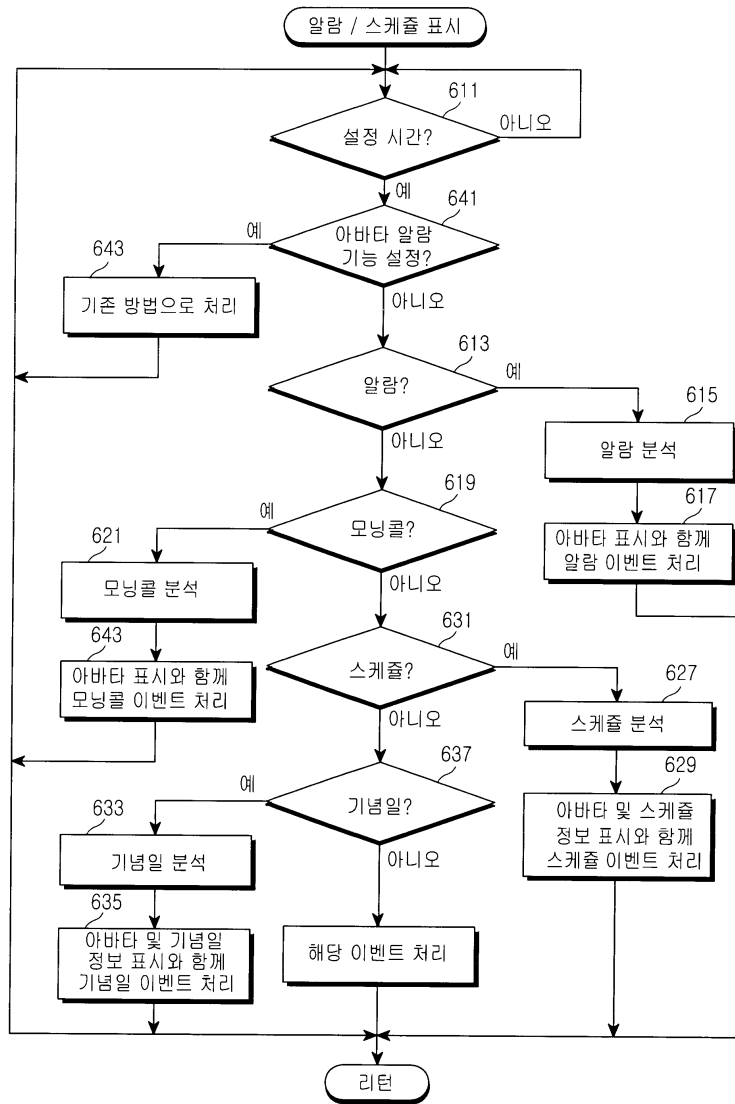 알람 / 스케쥴 표시
611
설정 시간?
아니오
예
641
예
아바타 알람
기능 설정?
643
기존 방법으로 처리
아니오
613
알람?
예
615
알람 분석
아니오
619
예
모닝콜?
617
아바타 표시와 함께
알람 이벤트 처리
621
모닝콜 분석
아니오
631
643
스케쥴?
예
아바타 표시와 함께
모닝콜 이벤트 처리
627
스케쥴 분석
아니오
637
예
기념일?
629
아바타 및 스케쥴
정보 표시와 함께
스케쥴 이벤트 처리
633
기념일 분석
아니오
635
아바타 및 기념일
정보 표시와 함께
기념일 이벤트 처리
해당 이벤트 처리
리턴